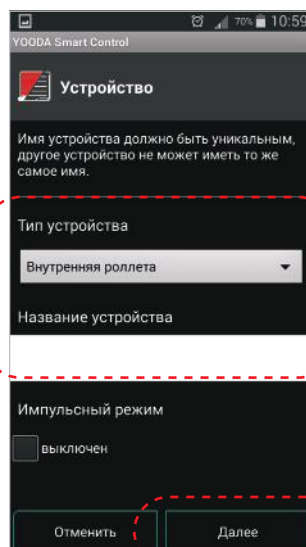 70% 10:59
YOODA Smart Control
Устройство
Имя устройства должно быть уникальным,
другое устройство не может иметь то же
самое имя.
Тип устройства
Внутренняя роллета
Название устройства
Импульсный режим
выключен
Отменить Далее